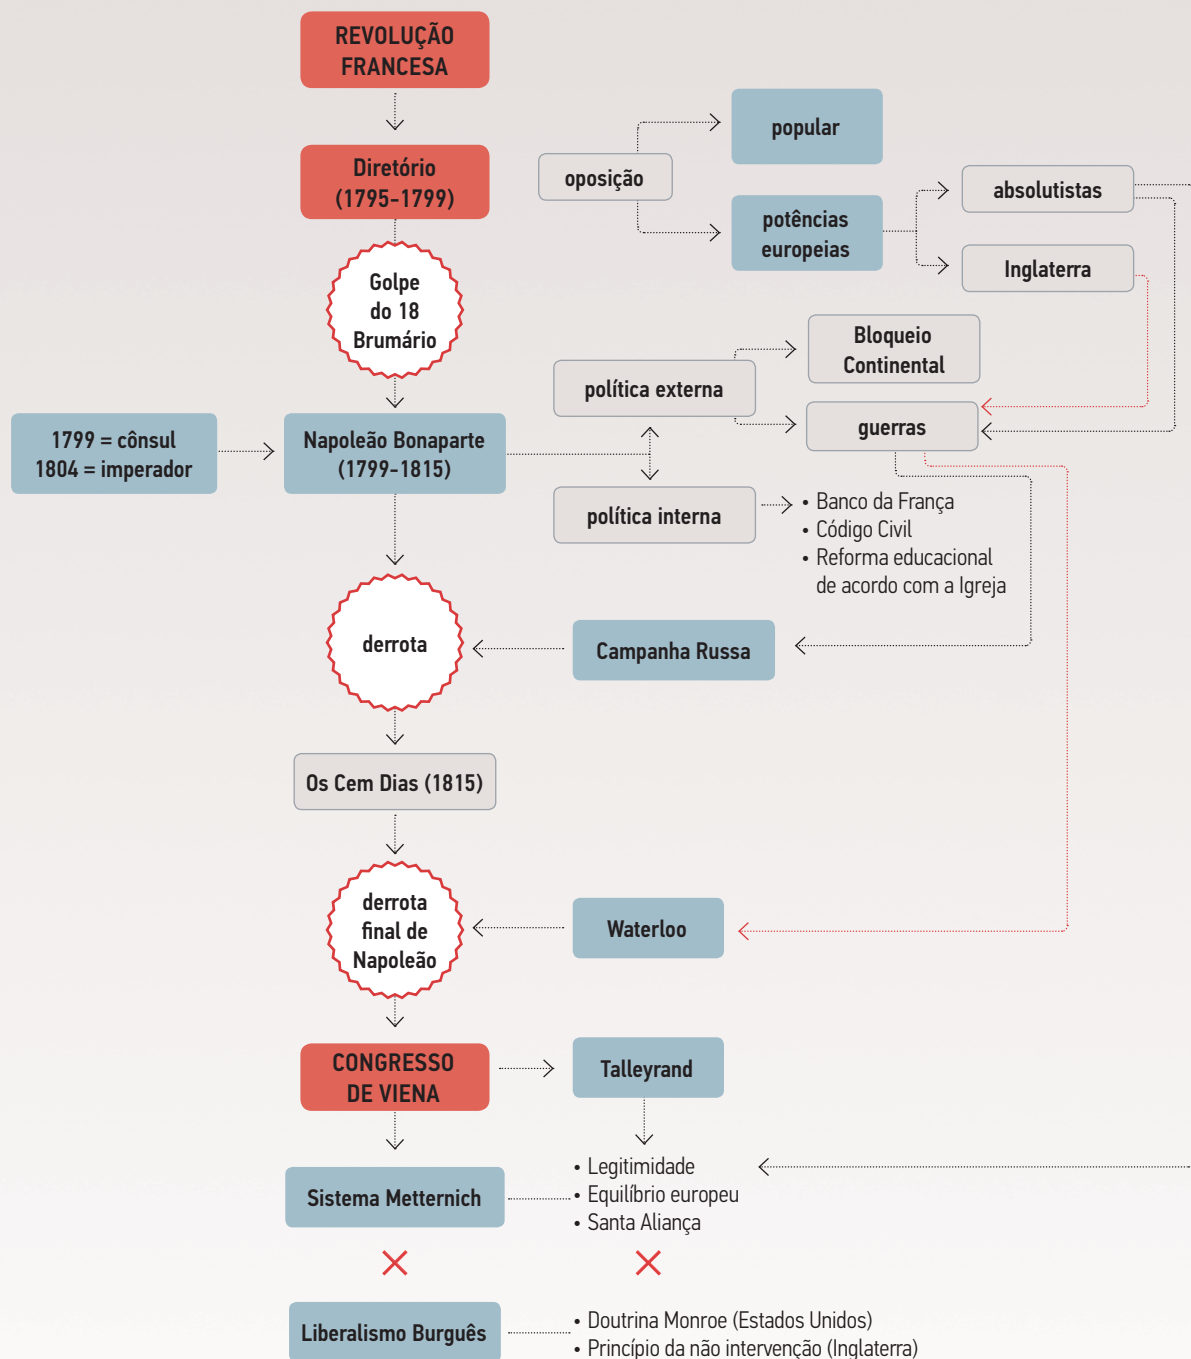 REVOLUÇÃO
FRANCESA
Diretório
(1795-1799)
oposição
popular
potências
europeias
absolutistas
Inglaterra
Golpe
do 18
Brumário
1799 = cônsul
1804 = imperador
Napoleão Bonaparte
(1799-1815)
política externa
Bloqueio
Continental
guerras
política interna
• Banco da França
• Código Civil
• Reforma educacional
de acordo com a Igreja
derrota
Campanha Russa
Os Cem Dias (1815)
derrota
final de
Napoleão
Waterloo
CONGRESSO
DE VIENA
Talleyrand
Sistema Metternich
• Legitimidade
• Equilíbrio europeu
• Santa Aliança
Liberalismo Burguês
• Doutrina Monroe (Estados Unidos)
• Princípio da não intervenção (Inglaterra)